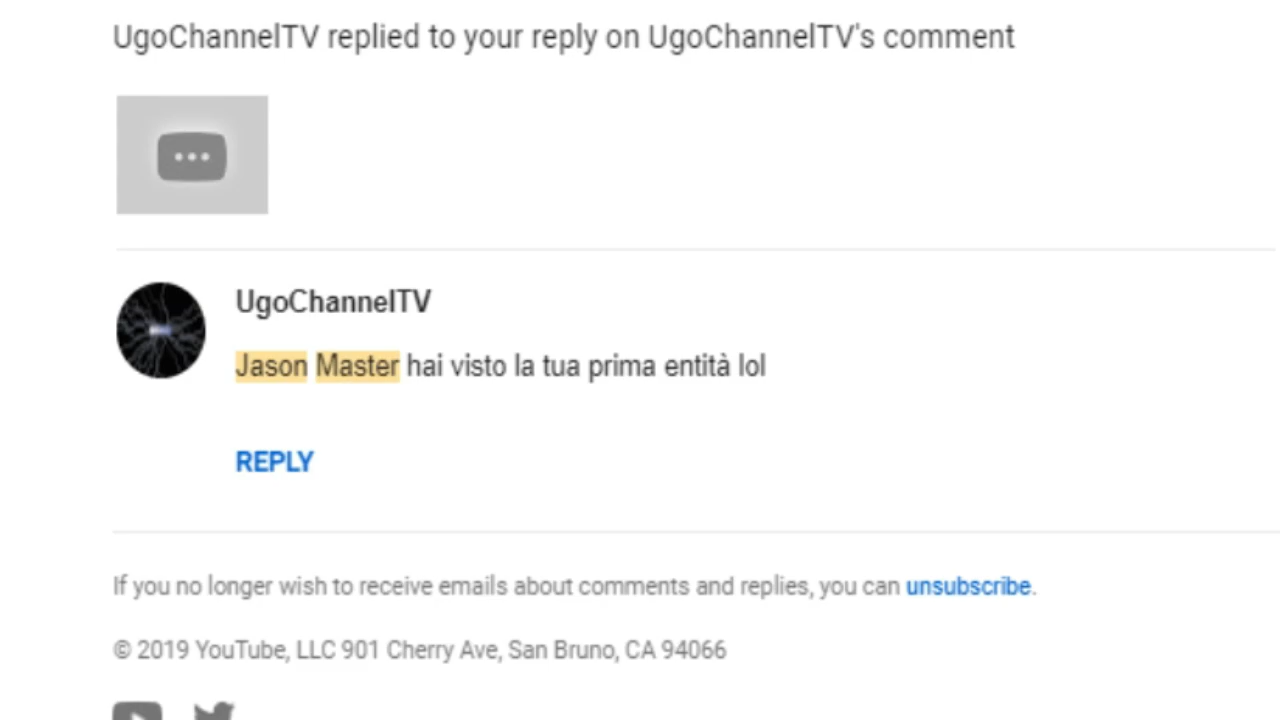 UgoChannelTV replied to your reply on UgoChannelTV's comment
UgoChannelTV
Jason Master hai visto la tua prima entità lol
REPLY
If you no longer wish to receive emails about comments and replies, you can unsubscribe.
© 2019 YouTube, LLC 901 Cherry Ave, San Bruno, CA 94066